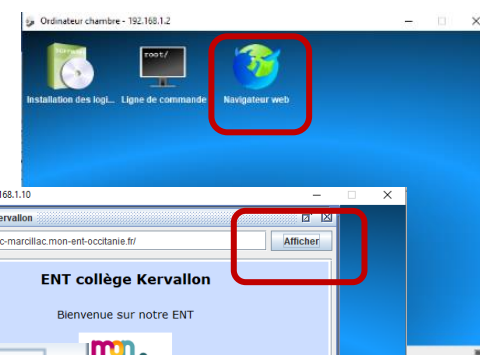 Ordinateur chambre - 192.168.1.2
root/
Installation des logi... Ligne de commande Navigateur web
168.1.10
ervallon
c-marcillac.mon-ent-occitanie.fr/ Afficher
ENT collège Kervallon
Bienvenue sur notre ENT
mon